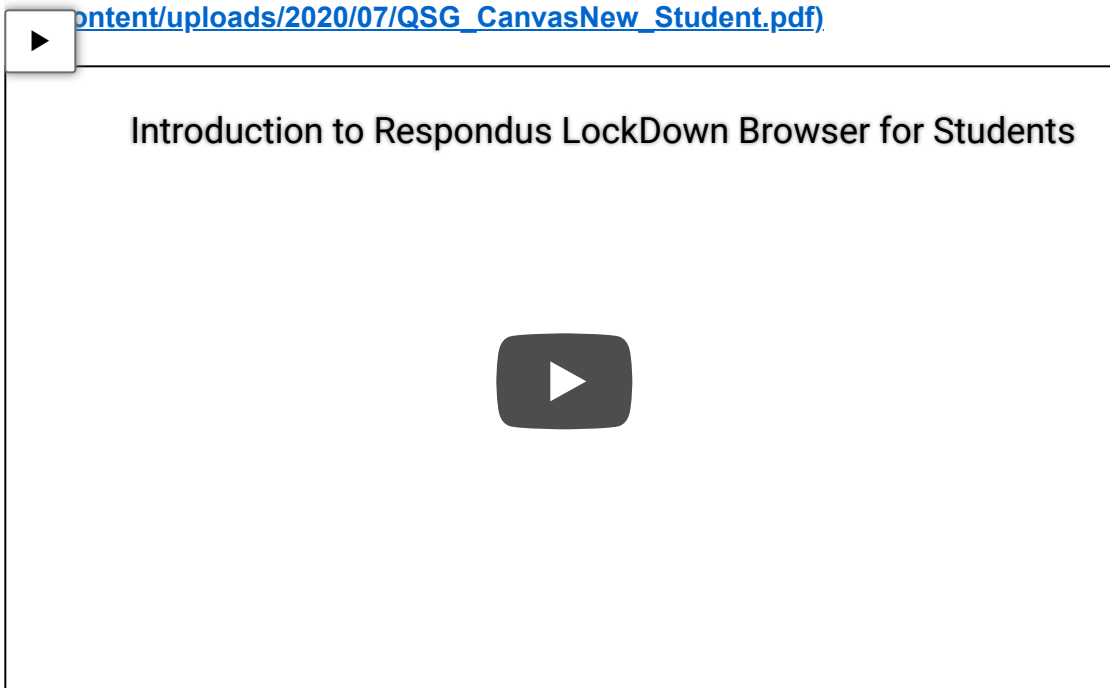 ontent/uploads/2020/07/QSG_CanvasNew_Student.pdf)
Introduction to Respondus LockDown Browser for Students